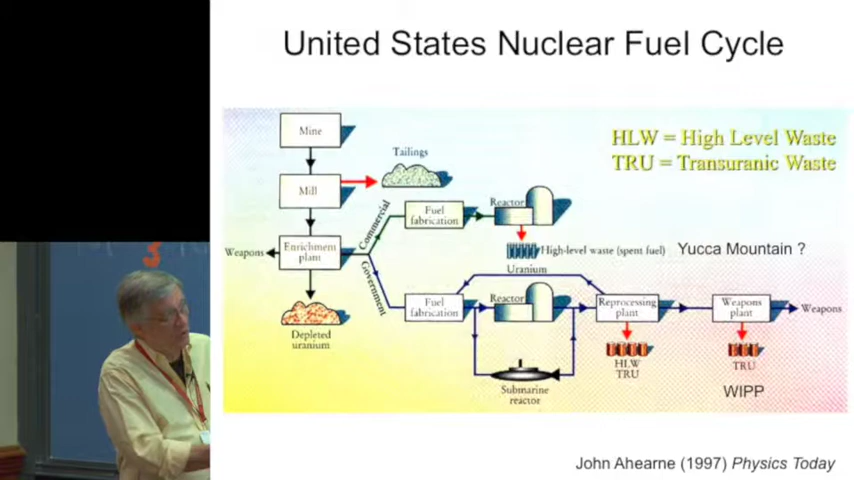 United States Nuclear Fuel Cycle
HLW = High Level Waste
TRU = Transuranic Waste
Mine
Tailings
Mill
Commercial
Fuel
fabrication
Reactor
Weapons
Enrichment
plant
High-level waste (spent fuel)
Yucca Mountain ?
Government
Uranium
Fuel
fabrication
Reactor
Reprocessing
plant
Weapons
plant
Weapons
Depleted
uranium
HLW
TRU
TRU
Submarine
reactor
WIPP
John Ahearne (1997) Physics Today